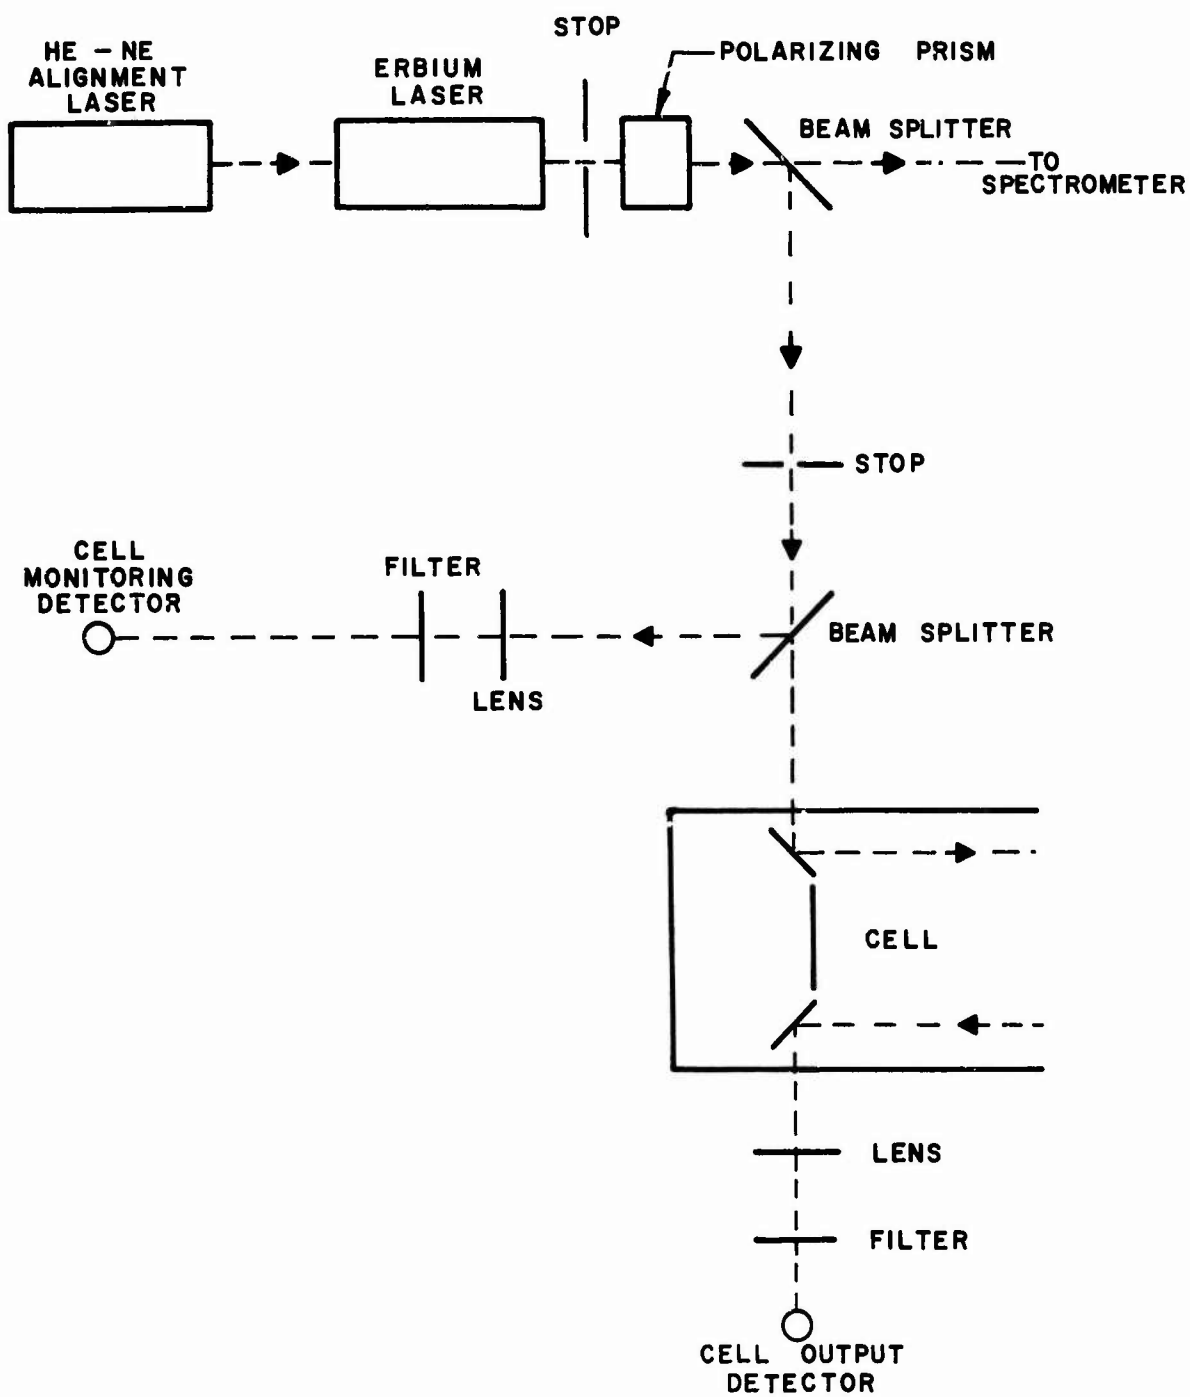 STOP
HE - NE
ALIGNMENT
LASER
ERBIUM
LASER
POLARIZING PRISM
BEAM SPLITTER
TO
SPECTROMETER
STOP
CELL
MONITORING
DETECTOR
FILTER
LENS
BEAM SPLITTER
CELL
LENS
FILTER
CELL OUTPUT
DETECTOR